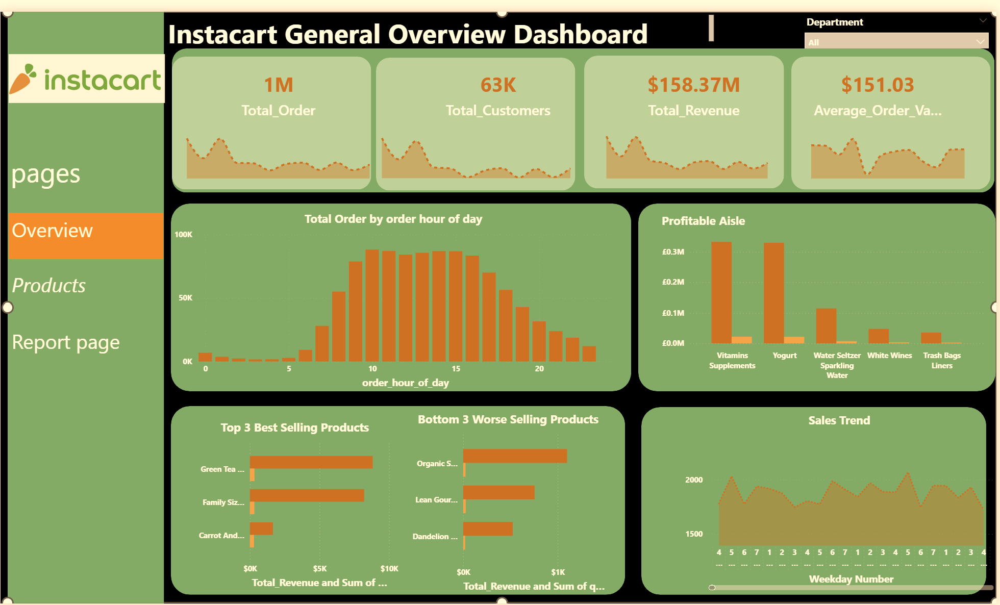 Instacart General Overview Dashboard
Department
All
instacart
pages
Overview
Products
Report page
1M
Total_Order
63K
Total_Customers
$158.37M
Total_Revenue
$151.03
Average_Order_Va...
Total Order by order hour of day
100K
50K
0K
0 5 10 15 20
order_hour_of_day
Profitable Aisle
£0.3M
£0.2M
£0.1M
£0.0M
Vitamins
Supplements
Yogurt
Water Seltzer
Sparkling
Water
White Wines
Trash Bags
Liners
Top 3 Best Selling Products
Green Tea ...
Family Siz...
Carrot And...
$0K $5K $10K
Total_Revenue and Sum of ...
Bottom 3 Worse Selling Products
Organic S...
Lean Gour...
Dandelion ...
$0K $1K
Total_Revenue and Sum of q...
Sales Trend
2000
1500
4 5 6 7 1 2 3 4 5 6 7 1 2 3 4 5 6 7 1 2 3 4
--- --- --- --- --- --- --- --- --- --- --- --- --- --- --- --- --- --- --- --- --- ---
Weekday Number